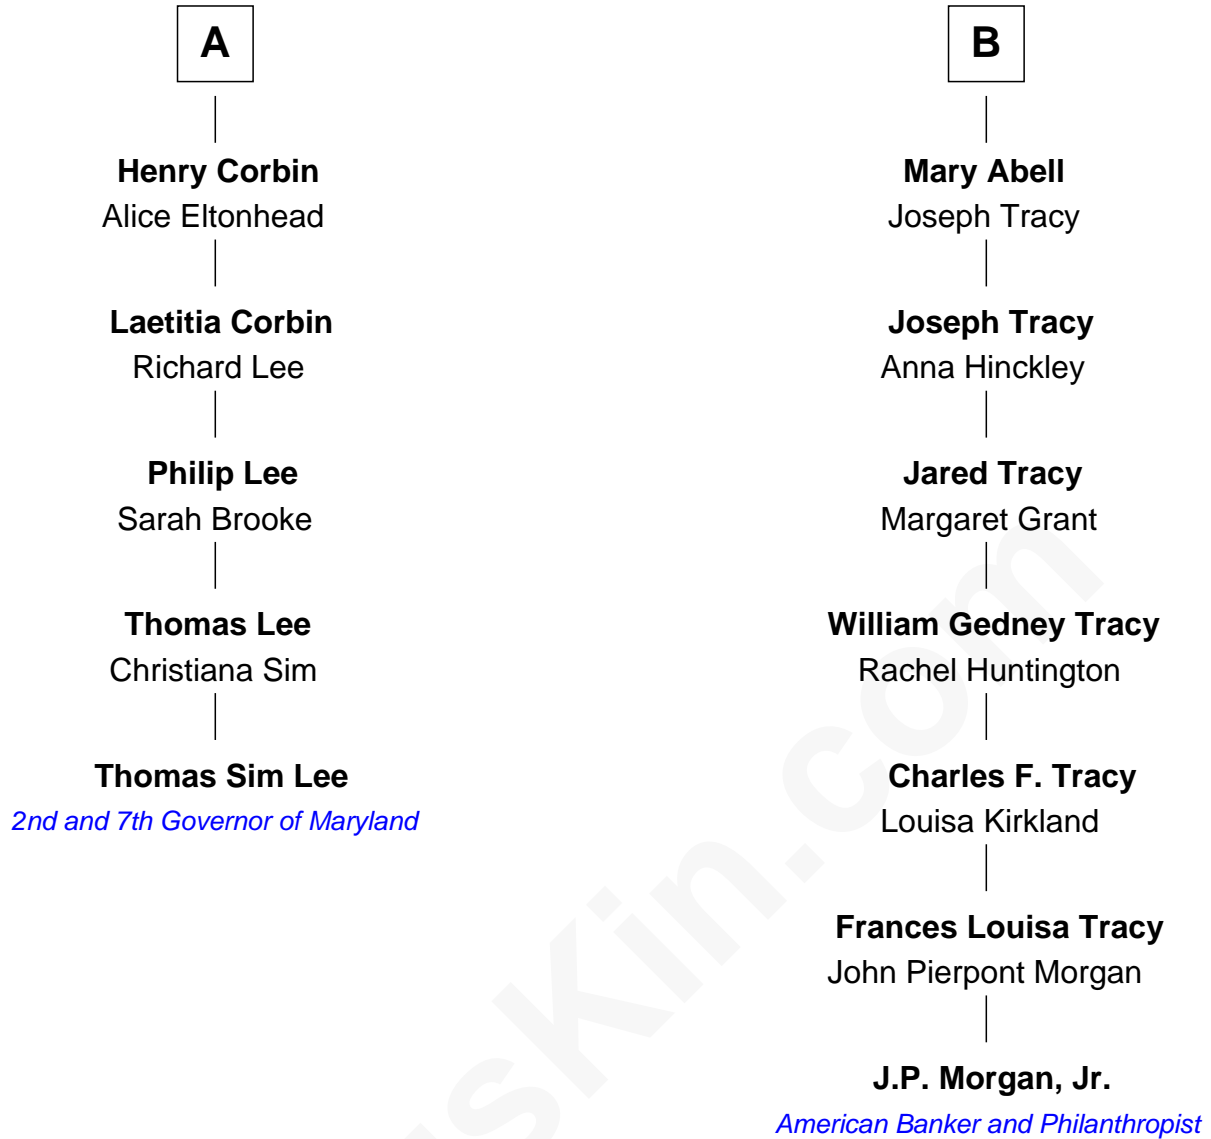 A
Henry Corbin
Alice Eltonhead
Laetitia Corbin
Richard Lee
Philip Lee
Sarah Brooke
Thomas Lee
Christiana Sim
Thomas Sim Lee
2nd and 7th Governor of Maryland
B
Mary Abell
Joseph Tracy
Joseph Tracy
Anna Hinckley
Jared Tracy
Margaret Grant
William Gedney Tracy
Rachel Huntington
Charles F. Tracy
Louisa Kirkland
Frances Louisa Tracy
John Pierpont Morgan
J.P. Morgan, Jr.
American Banker and Philanthropist